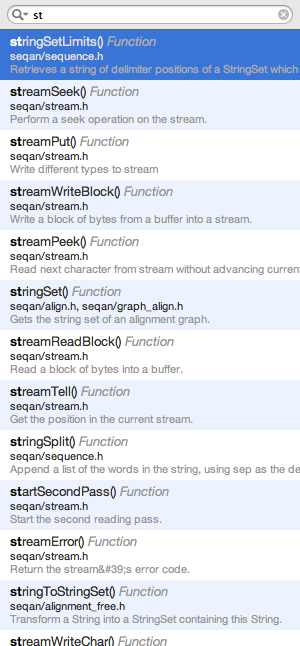 st
stringSetLimits() Function
seqan/sequence.h
Retrieves a string of delimiter positions of a StringSet which
streamSeek() Function
seqan/stream.h
Perform a seek operation on the stream.
streamPut() Function
seqan/stream.h
Write different types to stream
streamWriteBlock() Function
seqan/stream.h
Write a block of bytes from a buffer into a stream.
streamPeek() Function
seqan/stream.h
Read next character from stream without advancing curren
stringSet() Function
seqan/align.h, seqan/graph_align.h
Gets the string set of an alignment graph.
streamReadBlock() Function
seqan/stream.h
Read a block of bytes into a buffer.
streamTell() Function
seqan/stream.h
Get the position in the current stream.
stringSplit() Function
seqan/sequence.h
Append a list of the words in the string, using sep as the de
startSecondPass() Function
seqan/stream.h
Start the second reading pass.
streamError() Function
seqan/stream.h
Return the stream&#39;s error code.
stringToStringSet() Function
seqan/alignment_free.h
Transform a String into a StringSet containing this String.
streamWriteChar() Function